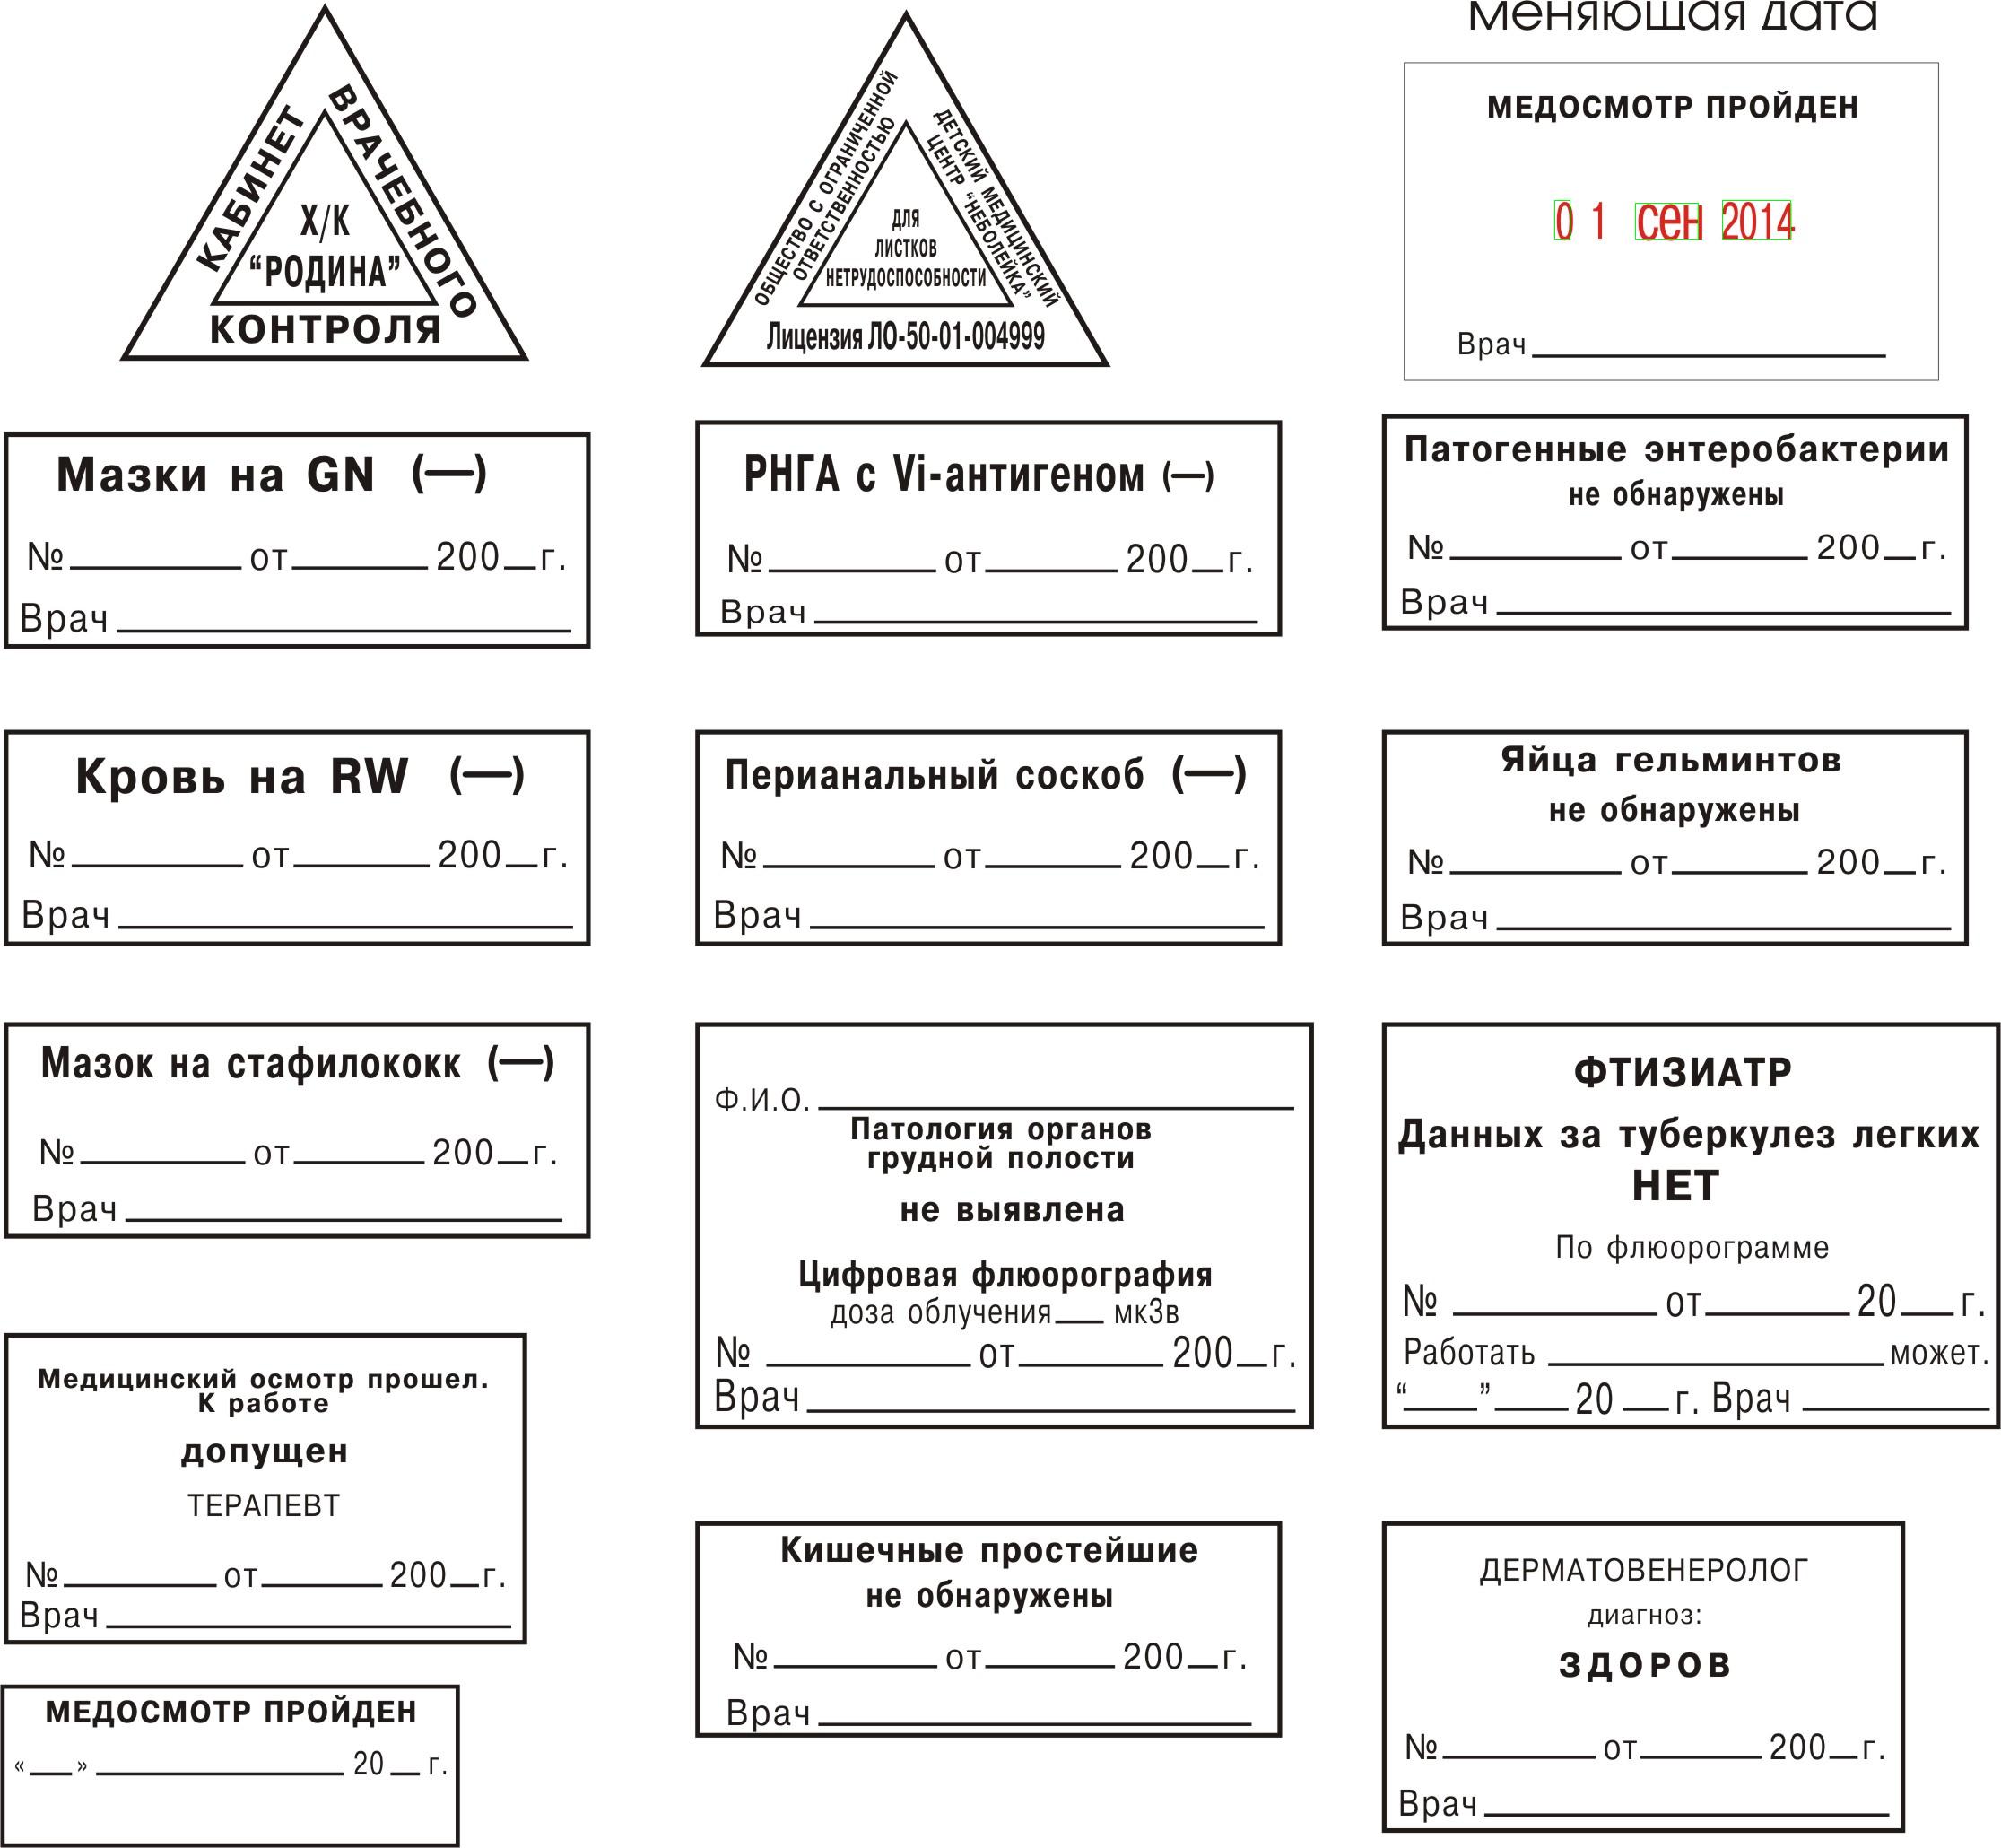 КАБИНЕТ
ВРАЧЕБНОГО
КОНТРОЛЯ
Х/К
“РОДИНА”
ОБЩЕСТВО С ОГРАНИЧЕННОЙ
ОТВЕТСТВЕННОСТЬЮ
ДЕТСКИЙ МЕДИЦИНСКИЙ
ЦЕНТР “НЕБОЛЕЙКА”
ДЛЯ
ЛИСТКОВ
НЕТРУДОСПОСОБНОСТИ
Лицензия ЛО-50-01-004999
меняющая дата
МЕДОСМОТР ПРОЙДЕН
01 сен 2014
Врач
Мазки на GN (—)
№ от 200 г.
Врач
РНГА с Vi-антигеном (—)
№ от 200 г.
Врач
Патогенные энтеробактерии
не обнаружены
№ от 200 г.
Врач
Кровь на RW (—)
№ от 200 г.
Врач
Перианальный соскоб (—)
№ от 200 г.
Врач
Яйца гельминтов
не обнаружены
№ от 200 г.
Врач
Мазок на стафилококк (—)
№ от 200 г.
Врач
Ф.И.О.
Патология органов
грудной полости
не выявлена
Цифровая флюорография
доза облучения мкЗв
№ от 200 г.
Врач
ФТИЗИАТР
Данных за туберкулез легких
НЕТ
По флюорограмме
№ от 20 г.
Работать может.
“ ” 20 г. Врач
Медицинский осмотр прошел.
К работе
допущен
ТЕРАПЕВТ
№ от 200 г.
Врач
Кишечные простейшие
не обнаружены
№ от 200 г.
Врач
ДЕРМАТОВЕНЕРОЛОГ
диагноз:
ЗДОРОВ
№ от 200 г.
Врач
МЕДОСМОТР ПРОЙДЕН
« » 20 г.